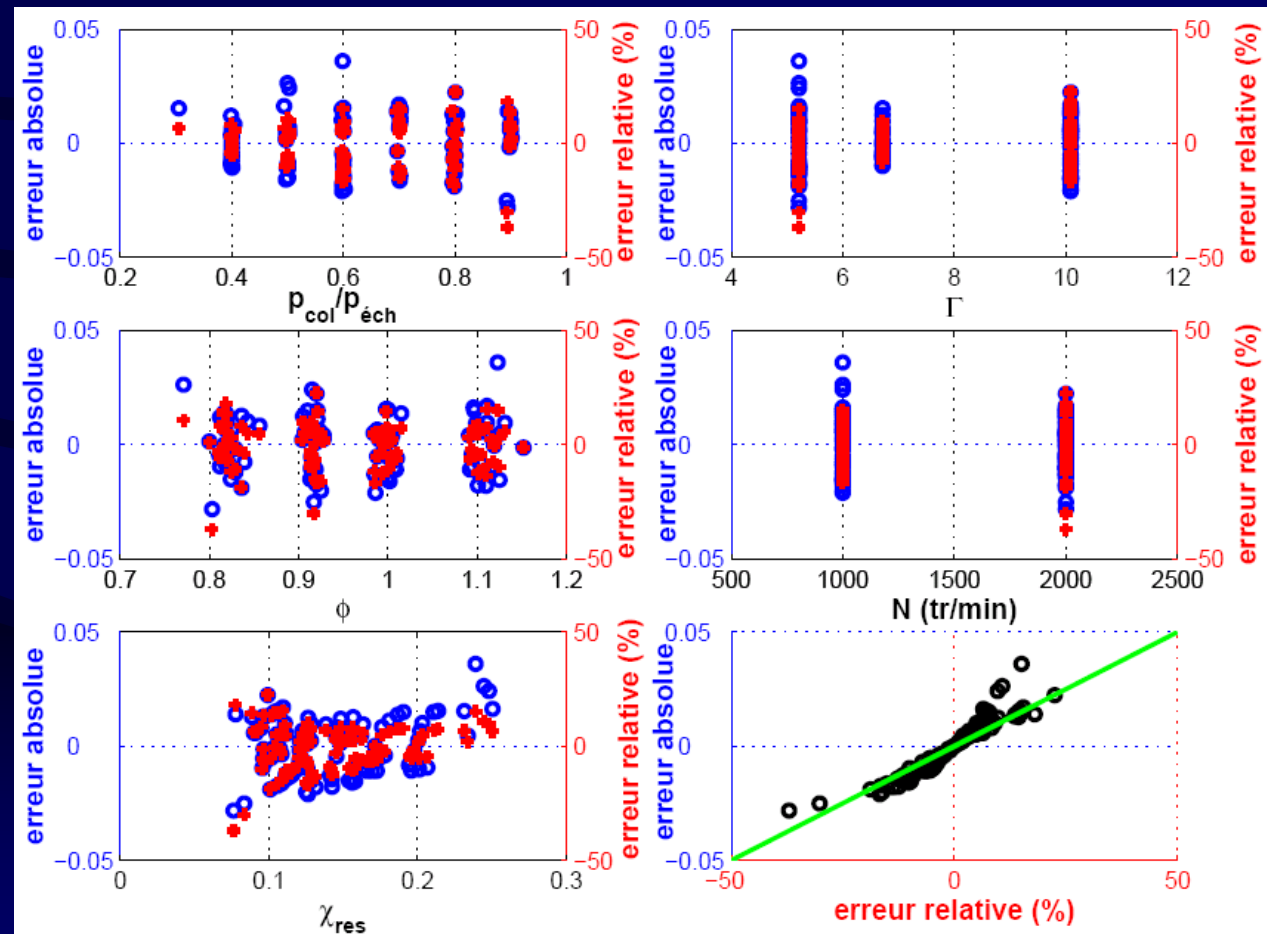 0.05 50 0.05 50
erreur absolue erreur relative (%) erreur absolue erreur relative (%)
0 0 0 0
−0.05 −50 −0.05 −50
0.2 0.4 0.6 0.8 1 4 6 8 10 12
p_col/p_éch Γ
0.05 50 0.05 50
erreur absolue erreur relative (%) erreur absolue erreur relative (%)
0 0 0 0
−0.05 −50 −0.05 −50
0.7 0.8 0.9 1 1.1 1.2 500 1000 1500 2000 2500
ϕ N (tr/min)
0.05 50 0.05
erreur absolue erreur relative (%) erreur absolue
0 0 0
−0.05 −50 −0.05
0 0.1 0.2 0.3 −50 0 50
χ_res erreur relative (%)